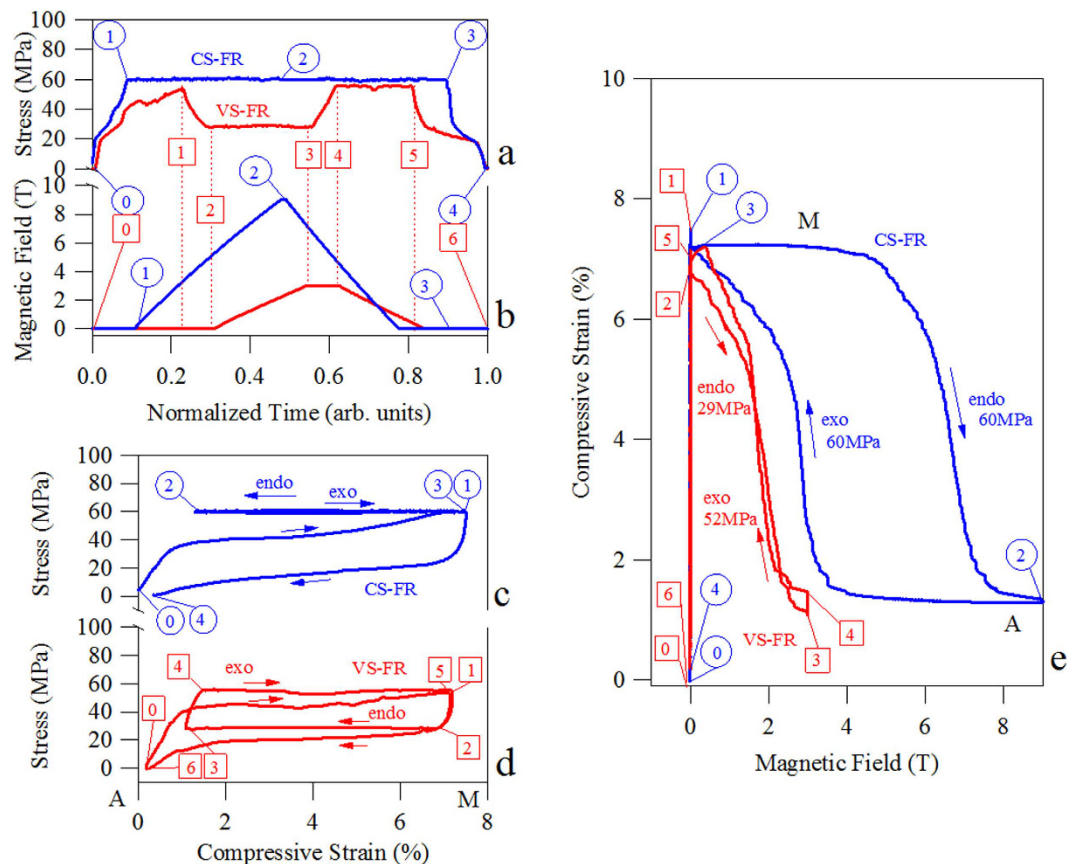 100
80
60
40
20
0
Stress (MPa)
CS-FR
VS-FR
1
2
3
a
1
2
3
4
5
0
0
4
6
10
8
6
4
2
0
Magnetic Field (T)
1
2
3
b
0.0 0.2 0.4 0.6 0.8 1.0
Normalized Time (arb. units)
100
80
60
40
20
0
Stress (MPa)
2
endo
exo
3 1
CS-FR
c
0 4
100
80
60
40
20
0
Stress (MPa)
4
exo
VS-FR
5 1
endo
0
2
6 3
d
A M
0 2 4 6 8
Compressive Strain (%)
10
8
6
4
2
0
Compressive Strain (%)
1
1
3
5
M
CS-FR
2
endo
29MPa
exo
60MPa
endo
60MPa
exo
52MPa
2
6
4
A
4
VS-FR
3
0
0
e
0 2 4 6 8
Magnetic Field (T)